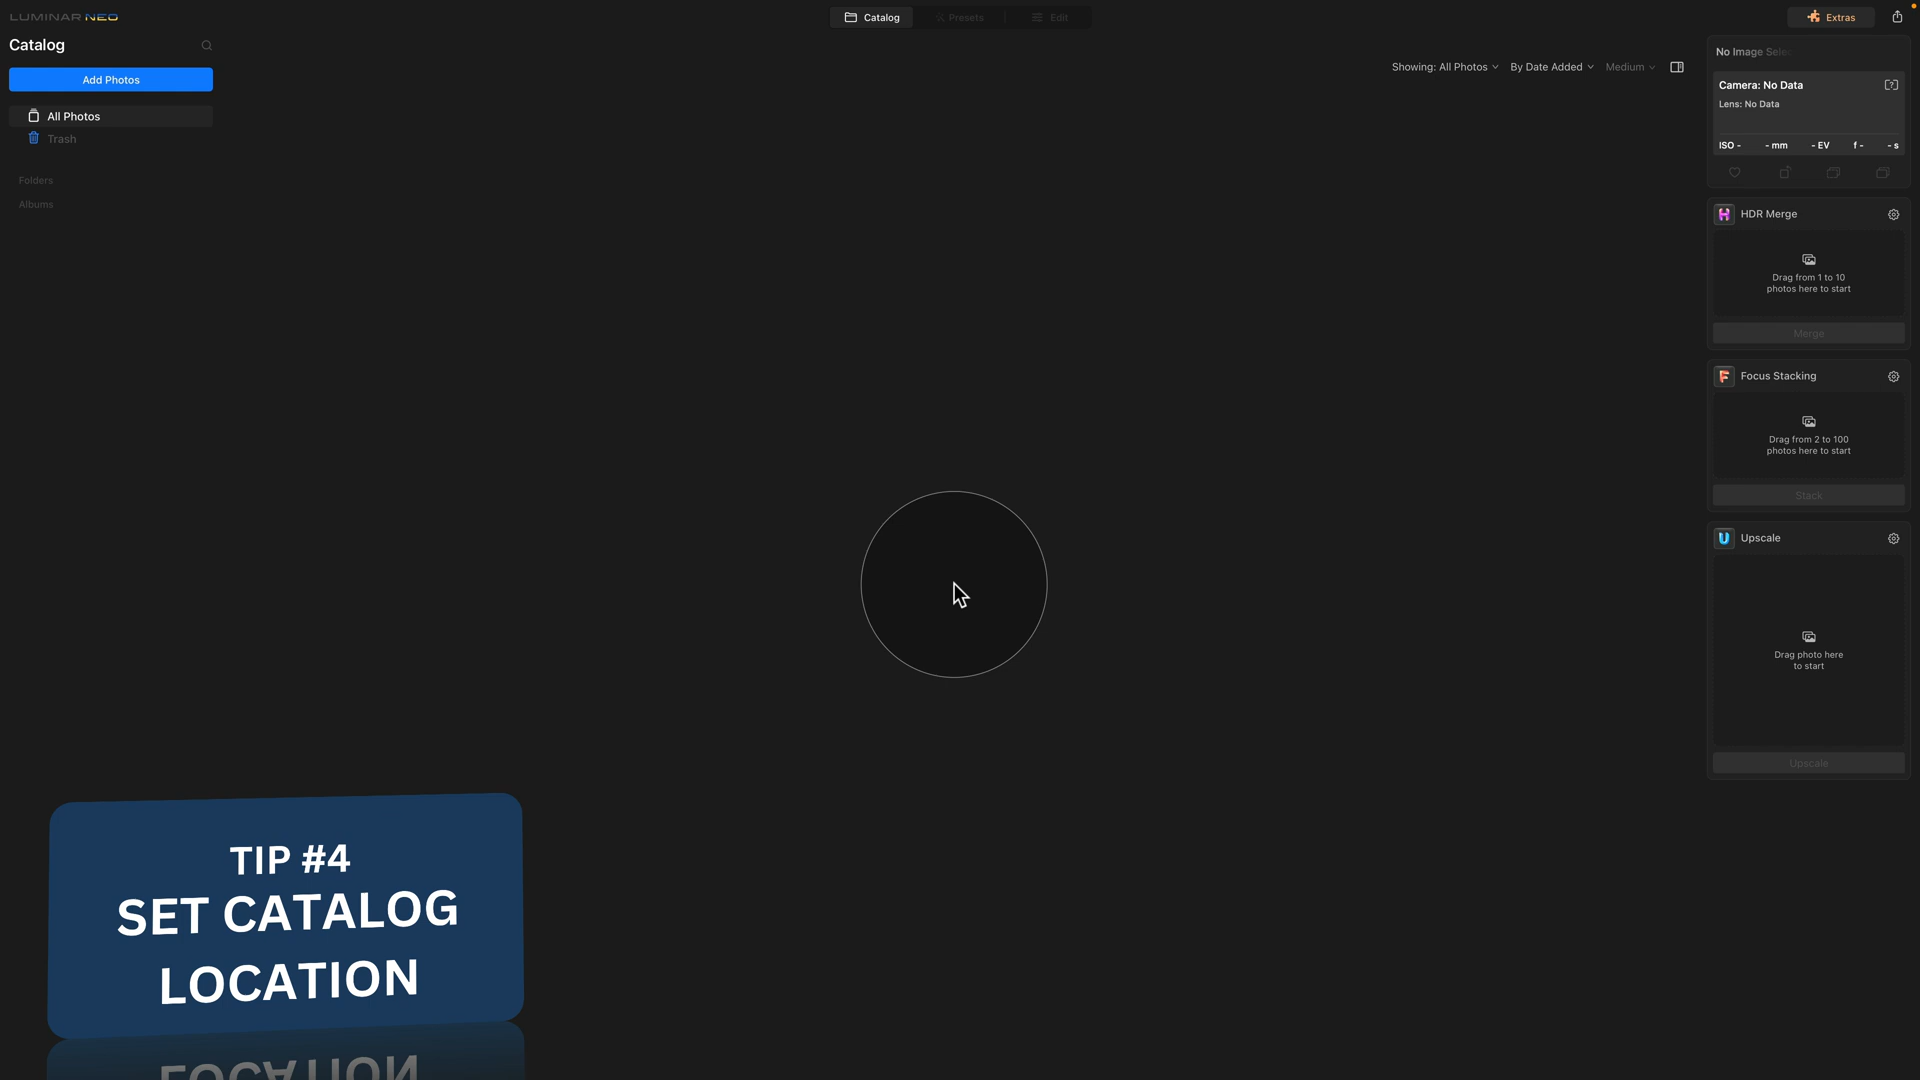 LUMINAR NEO
Catalog
Presets
Edit
Extras
Catalog
Add Photos
All Photos
Trash
Folders
Albums
Showing: All Photos
By Date Added
Medium
No Image Selec
Camera: No Data
Lens: No Data
ISO -
- mm
- EV
f -
- s
HDR Merge
Drag from 1 to 10
photos here to start
Merge
Focus Stacking
Drag from 2 to 100
photos here to start
Stack
Upscale
Drag photo here
to start
Upscale
TIP #4
SET CATALOG
LOCATION